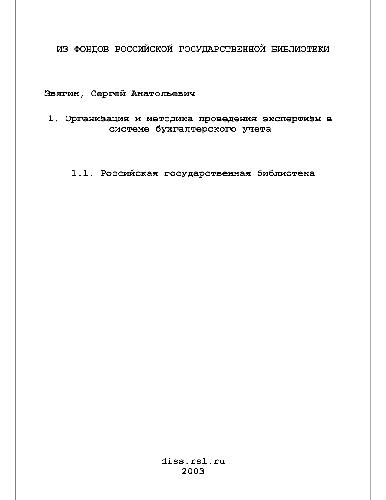 ИЗ ФОНДОВ РОССИЙСКОЙ ГОСУДАРСТВЕННОЙ БИБЛИОТЕКИ
Звягин, Сергей Анатольевич
1. Организация и методика проведения экспертизы в
системе бухгалтерского учета
1.1. Российская государственная библиотека
diss.rsl.ru
2003